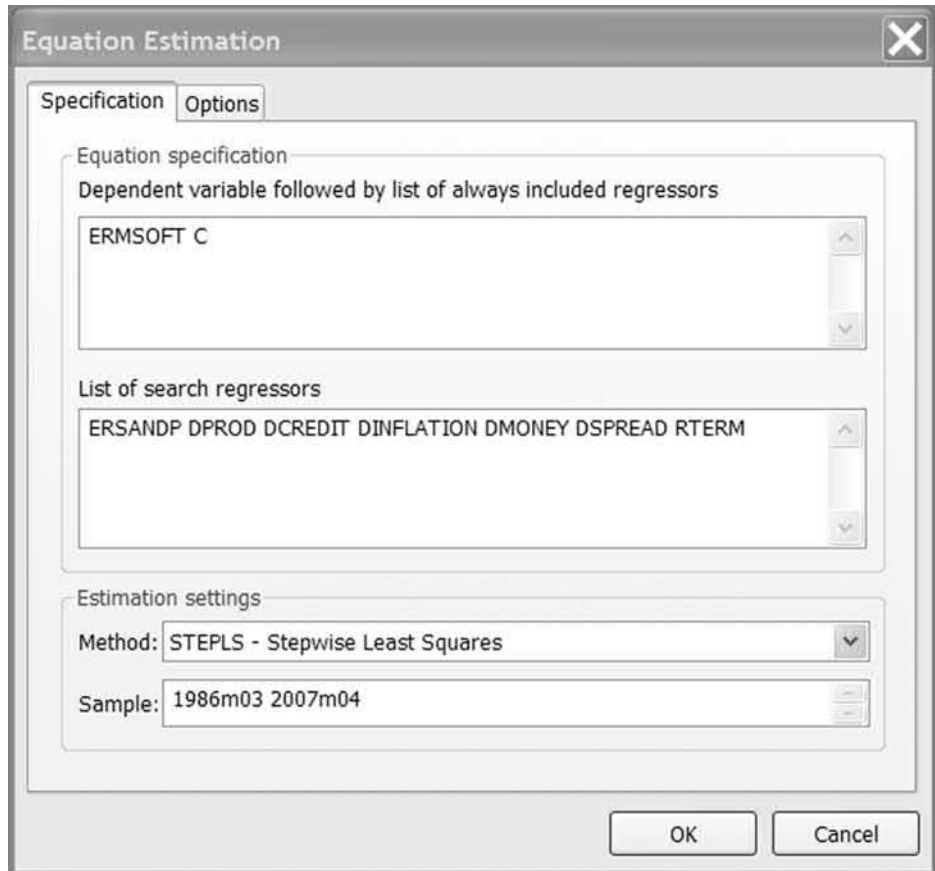 Equation Estimation
Specification
Options
Equation specification
Dependent variable followed by list of always included regressors
ERMSOFT C
List of search regressors
ERSANDP DPROD DCREDIT DINFLATION DMONEY DSPREAD RTERM
Estimation settings
Method: STEPLS - Stepwise Least Squares
Sample: 1986m03 2007m04
OK
Cancel